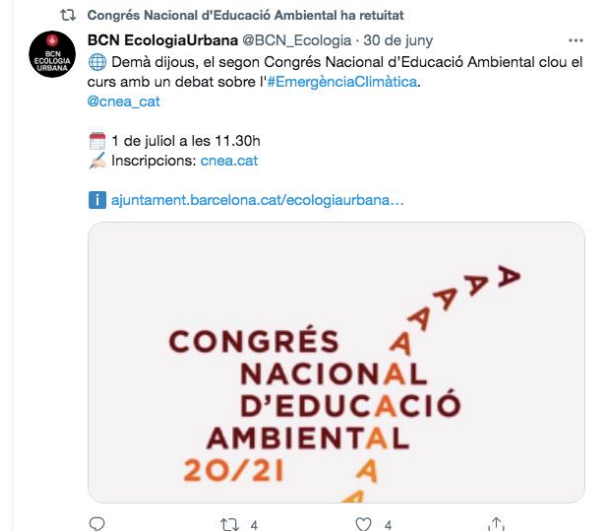 Congrés Nacional d'Educació Ambiental ha retuitat
BCN EcologiaUrbana @BCN_Ecologia · 30 de juny
BCN
ECOLOGIA
URBANA
Demà dijous, el segon Congrés Nacional d'Educació Ambiental clou el
curs amb un debat sobre l'#EmergènciaClimàtica.
@cnea_cat
1 de juliol a les 11.30h
Inscripcions: cnea.cat
ajuntament.barcelona.cat/ecologiaurbana…
CONGRÉS
NACIONAL
D'EDUCACIÓ
AMBIENTAL
20/21
A A A A A A A
4
4